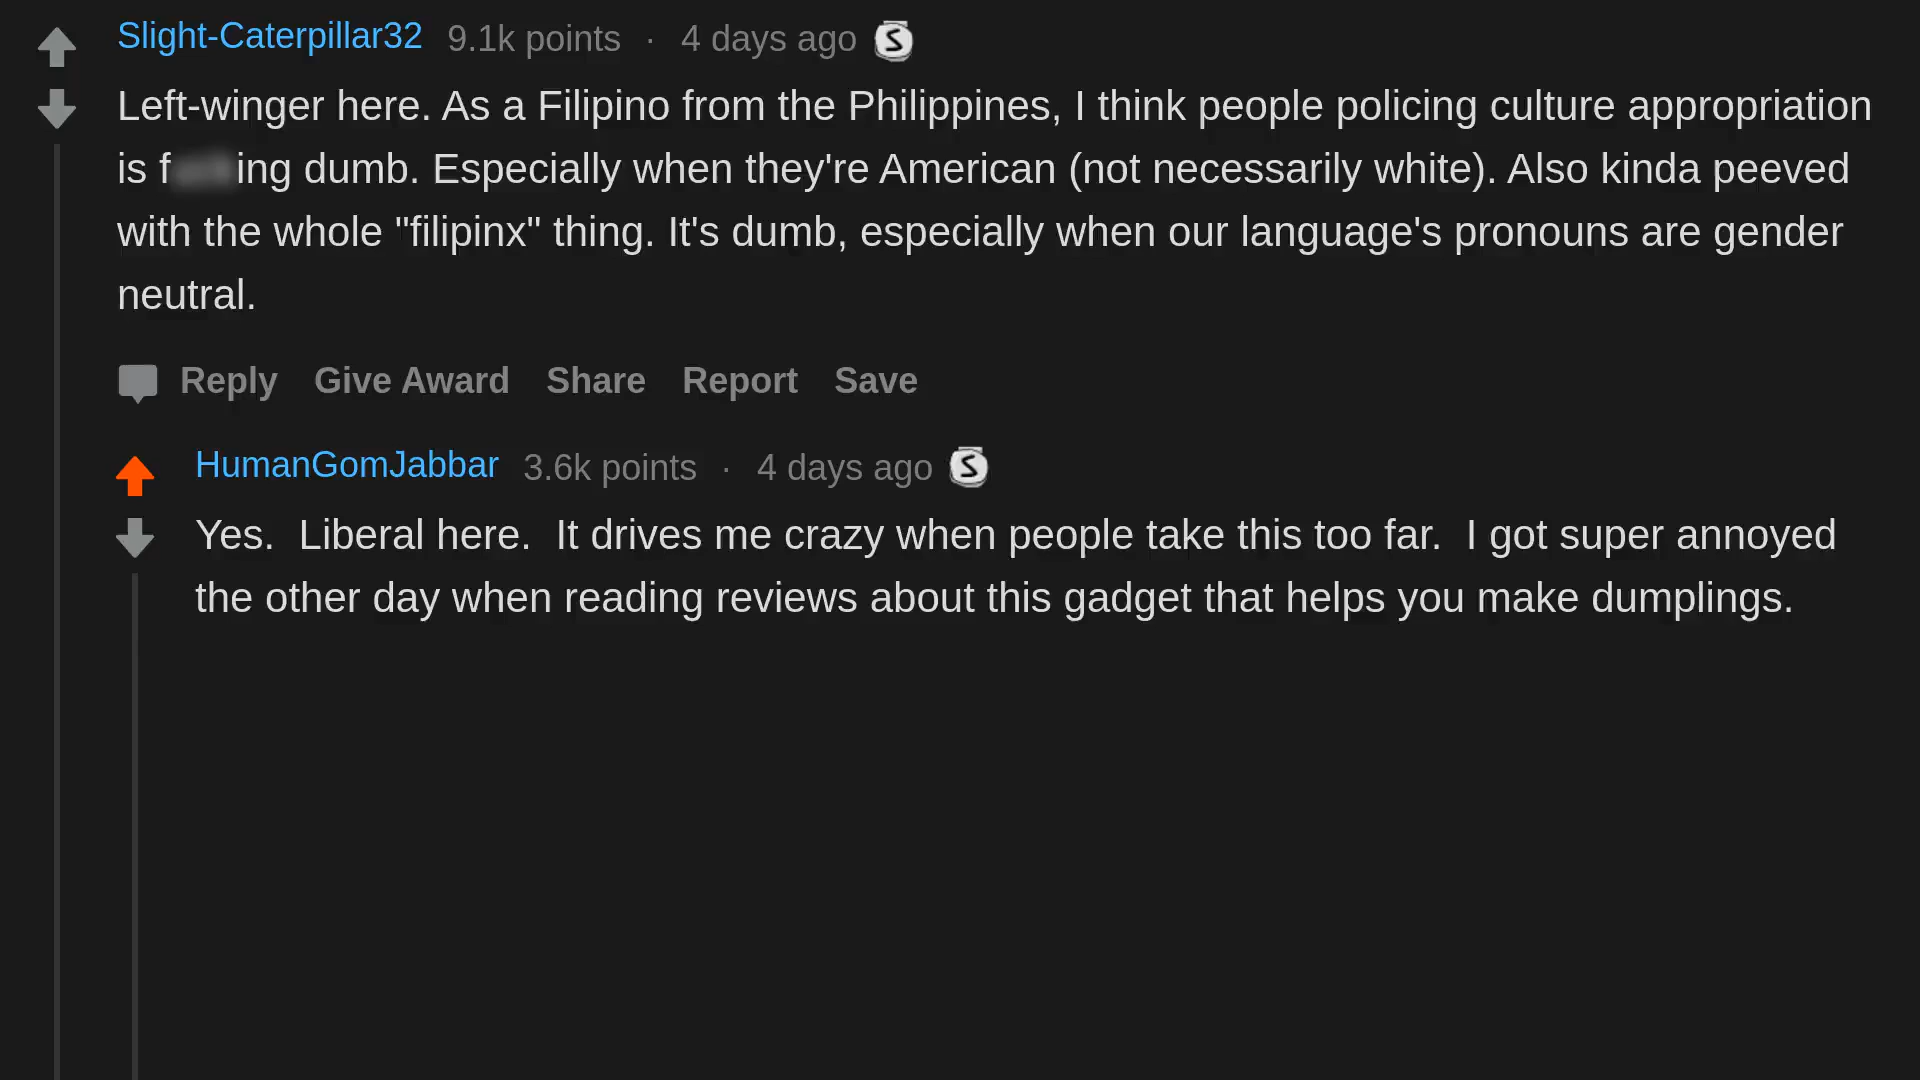 Slight-Caterpillar32 9.1k points · 4 days ago S
Left-winger here. As a Filipino from the Philippines, I think people policing culture appropriation
is f ing dumb. Especially when they're American (not necessarily white). Also kinda peeved
with the whole "filipinx" thing. It's dumb, especially when our language's pronouns are gender
neutral.
Reply Give Award Share Report Save
HumanGomJabbar 3.6k points · 4 days ago S
Yes. Liberal here. It drives me crazy when people take this too far. I got super annoyed
the other day when reading reviews about this gadget that helps you make dumplings.